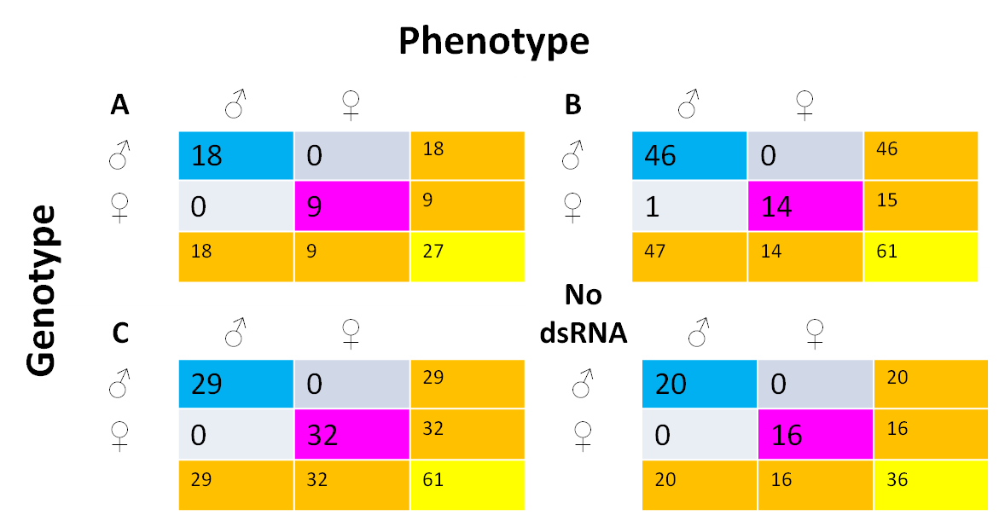 Phenotype
Genotype
A
♂ ♀
♂ 18 0 18
♀ 0 9 9
18 9 27
B
♂ ♀
♂ 46 0 46
♀ 1 14 15
47 14 61
C
♂ ♀
♂ 29 0 29
♀ 0 32 32
29 32 61
No
dsRNA
♂ ♀
♂ 20 0 20
♀ 0 16 16
20 16 36